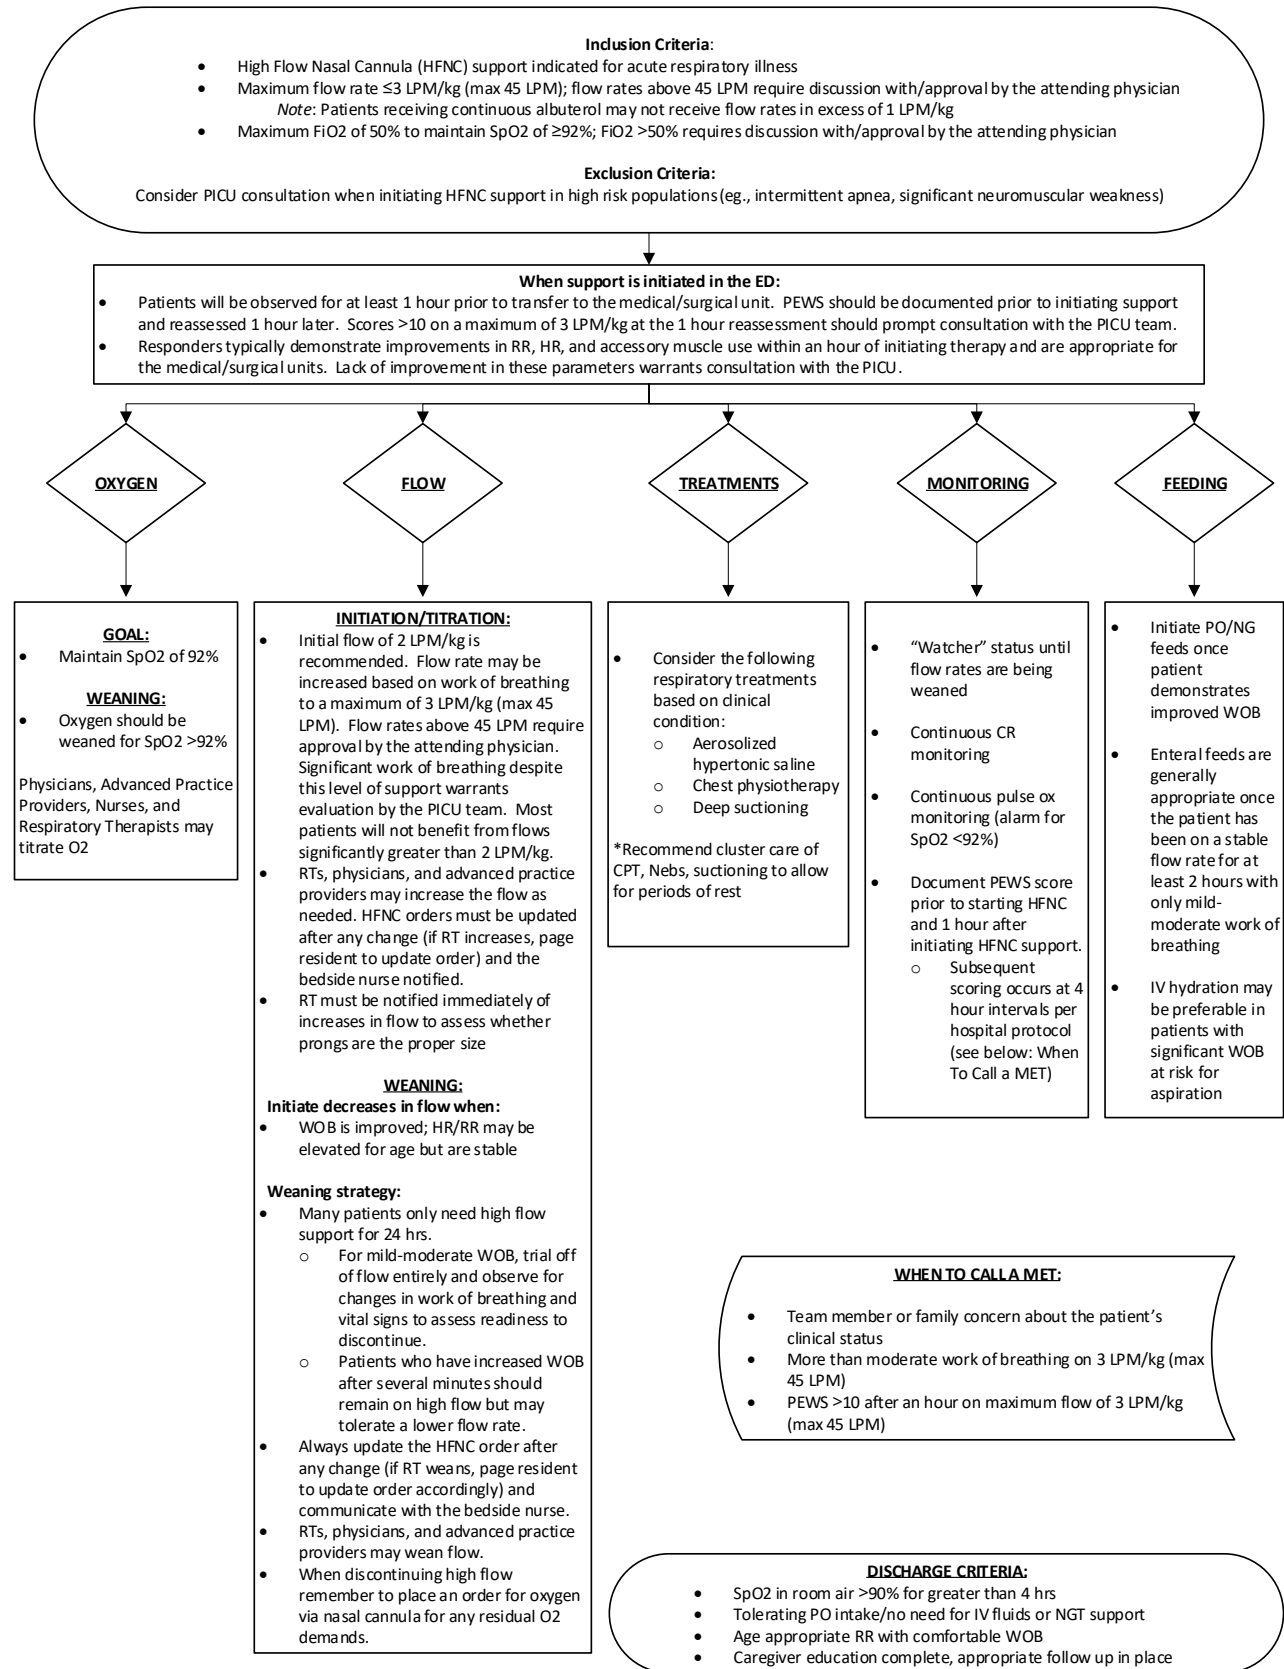 Inclusion Criteria:
• High Flow Nasal Cannula (HFNC) support indicated for acute respiratory illness
• Maximum flow rate ≤3 LPM/kg (max 45 LPM); flow rates above 45 LPM require discussion with/approval by the attending physician
Note: Patients receiving continuous albuterol may not receive flow rates in excess of 1 LPM/kg
• Maximum FiO2 of 50% to maintain SpO2 of ≥92%; FiO2 >50% requires discussion with/approval by the attending physician
Exclusion Criteria:
Consider PICU consultation when initiating HFNC support in high risk populations (eg., intermittent apnea, significant neuromuscular weakness)
When support is initiated in the ED:
• Patients will be observed for at least 1 hour prior to transfer to the medical/surgical unit. PEWS should be documented prior to initiating support
and reassessed 1 hour later. Scores >10 on a maximum of 3 LPM/kg at the 1 hour reassessment should prompt consultation with the PICU team.
• Responders typically demonstrate improvements in RR, HR, and accessory muscle use within an hour of initiating therapy and are appropriate for
the medical/surgical units. Lack of improvement in these parameters warrants consultation with the PICU.
OXYGEN
FLOW
TREATMENTS
MONITORING
FEEDING
GOAL:
• Maintain SpO2 of 92%
WEANING:
• Oxygen should be
weaned for SpO2 >92%
Physicians, Advanced Practice
Providers, Nurses, and
Respiratory Therapists may
titrate O2
INITIATION/TITRATION:
• Initial flow of 2 LPM/kg is
recommended. Flow rate may be
increased based on work of breathing
to a maximum of 3 LPM/kg (max 45
LPM). Flow rates above 45 LPM require
approval by the attending physician.
Significant work of breathing despite
this level of support warrants
evaluation by the PICU team. Most
patients will not benefit from flows
significantly greater than 2 LPM/kg.
• RTs, physicians, and advanced practice
providers may increase the flow as
needed. HFNC orders must be updated
after any change (if RT increases, page
resident to update order) and the
bedside nurse notified.
• RT must be notified immediately of
increases in flow to assess whether
prongs are the proper size
WEANING:
Initiate decreases in flow when:
• WOB is improved; HR/RR may be
elevated for age but are stable
Weaning strategy:
• Many patients only need high flow
support for 24 hrs.
o For mild-moderate WOB, trial off
of flow entirely and observe for
changes in work of breathing and
vital signs to assess readiness to
discontinue.
o Patients who have increased WOB
after several minutes should
remain on high flow but may
tolerate a lower flow rate.
• Always update the HFNC order after
any change (if RT weans, page resident
to update order accordingly) and
communicate with the bedside nurse.
• RTs, physicians, and advanced practice
providers may wean flow.
• When discontinuing high flow
remember to place an order for oxygen
via nasal cannula for any residual O2
demands.
• Consider the following
respiratory treatments
based on clinical
condition:
o Aerosolized
hypertonic saline
o Chest physiotherapy
o Deep suctioning
*Recommend cluster care of
CPT, Nebs, suctioning to allow
for periods of rest
• “Watcher” status until
flow rates are being
weaned
• Continuous CR
monitoring
• Continuous pulse ox
monitoring (alarm for
SpO2 <92%)
• Document PEWS score
prior to starting HFNC
and 1 hour after
initiating HFNC support.
o Subsequent
scoring occurs at 4
hour intervals per
hospital protocol
(see below: When
To Call a MET)
• Initiate PO/NG
feeds once
patient
demonstrates
improved WOB
• Enteral feeds are
generally
appropriate once
the patient has
been on a stable
flow rate for at
least 2 hours with
only mild-
moderate work of
breathing
• IV hydration may
be preferable in
patients with
significant WOB
at risk for
aspiration
WHEN TO CALL A MET:
• Team member or family concern about the patient’s
clinical status
• More than moderate work of breathing on 3 LPM/kg (max
45 LPM)
• PEWS >10 after an hour on maximum flow of 3 LPM/kg
(max 45 LPM)
DISCHARGE CRITERIA:
• SpO2 in room air >90% for greater than 4 hrs
• Tolerating PO intake/no need for IV fluids or NGT support
• Age appropriate RR with comfortable WOB
• Caregiver education complete, appropriate follow up in place